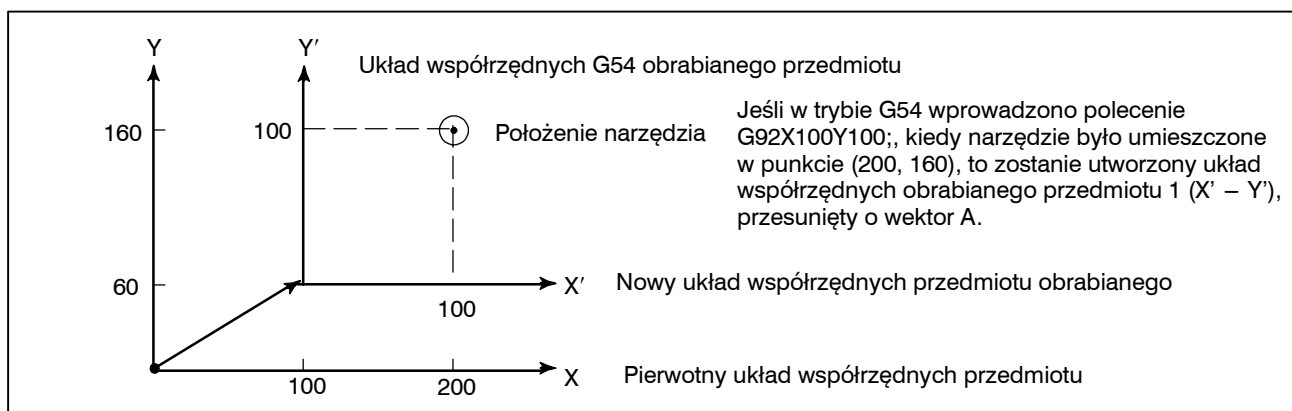 Y
Y′
Układ współrzędnych G54 obrabianego przedmiotu
160
100
Położenie narzędzia
Jeśli w trybie G54 wprowadzono polecenie
G92X100Y100;, kiedy narzędzie było umieszczone
w punkcie (200, 160), to zostanie utworzony układ
współrzędnych obrabianego przedmiotu 1 (X’ – Y’),
przesunięty o wektor A.
60
X′
Nowy układ współrzędnych przedmiotu obrabianego
100
100
200
X
Pierwotny układ współrzędnych przedmiotu